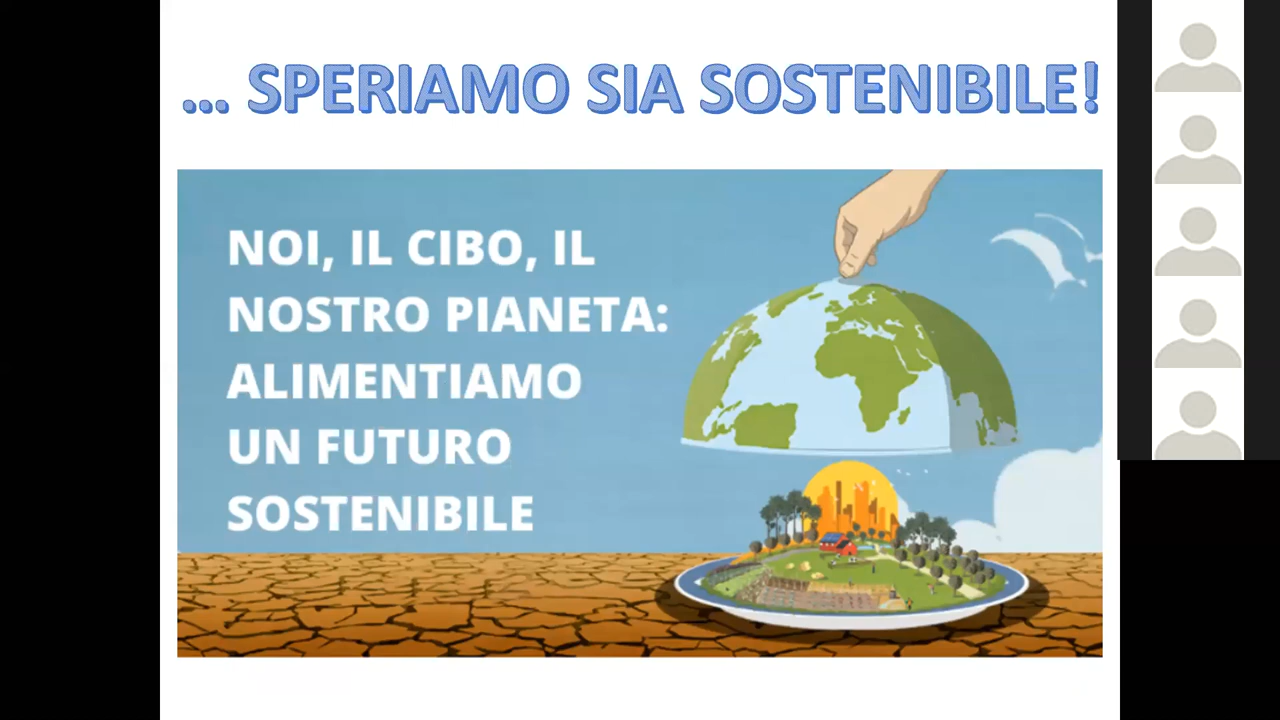 ... SPERIAMO SIA SOSTENIBILE!
NOI, IL CIBO, IL
NOSTRO PIANETA:
ALIMENTIAMO
UN FUTURO
SOSTENIBILE